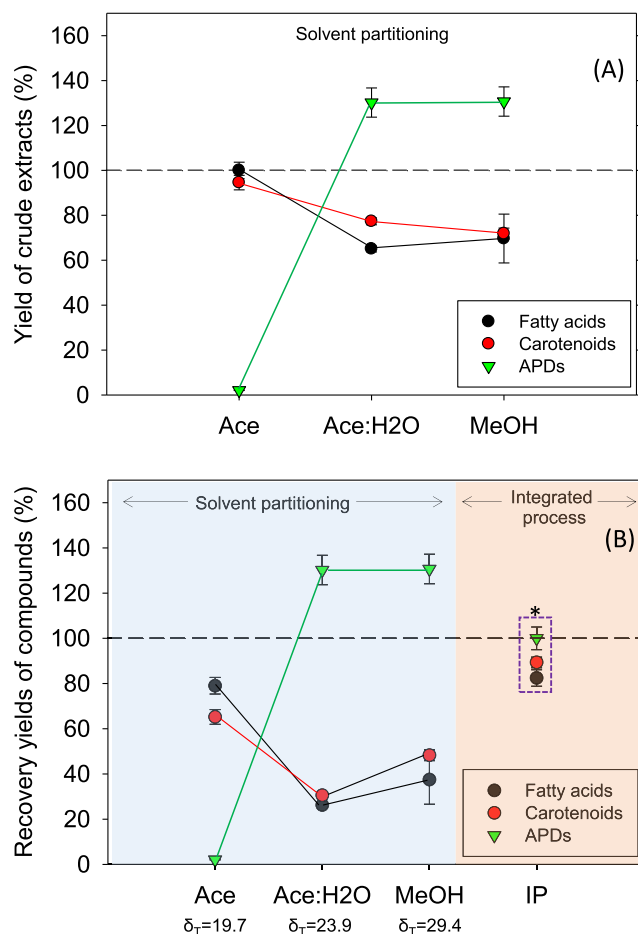 Solvent partitioning
(A)
Yield of crude extracts (%)
160
140
120
100
80
60
40
20
0
Fatty acids
Carotenoids
APDs
Ace
Ace:H2O
MeOH
Solvent partitioning
Integrated
process
(B)
Recovery yields of compounds (%)
160
140
120
100
80
60
40
20
0
*
Fatty acids
Carotenoids
APDs
Ace
Ace:H2O
MeOH
IP
δT=19.7
δT=23.9
δT=29.4